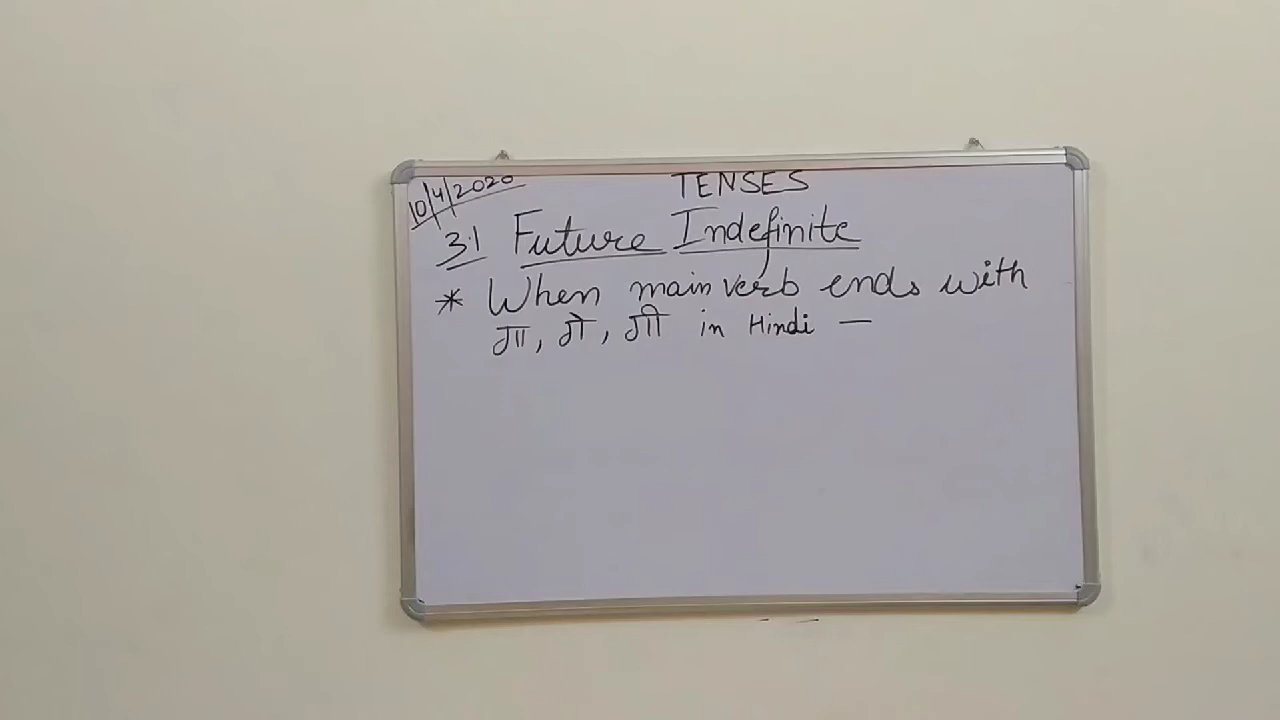 10/4/2020
TENSES
3.1 Future Indefinite
* When main verb ends with
गा, गे, गी in Hindi —